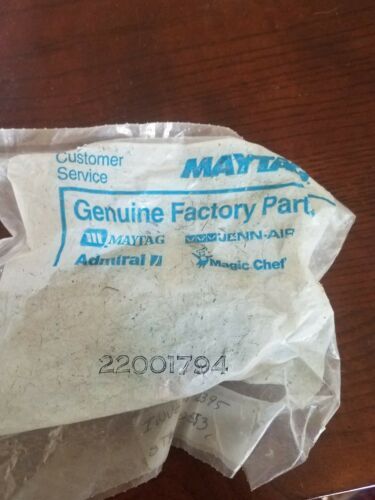 Customer
Service
MAYTAG
Genuine Factory Part
MAYTAG JENN-AIR
Admiral Magic Chef
22001794